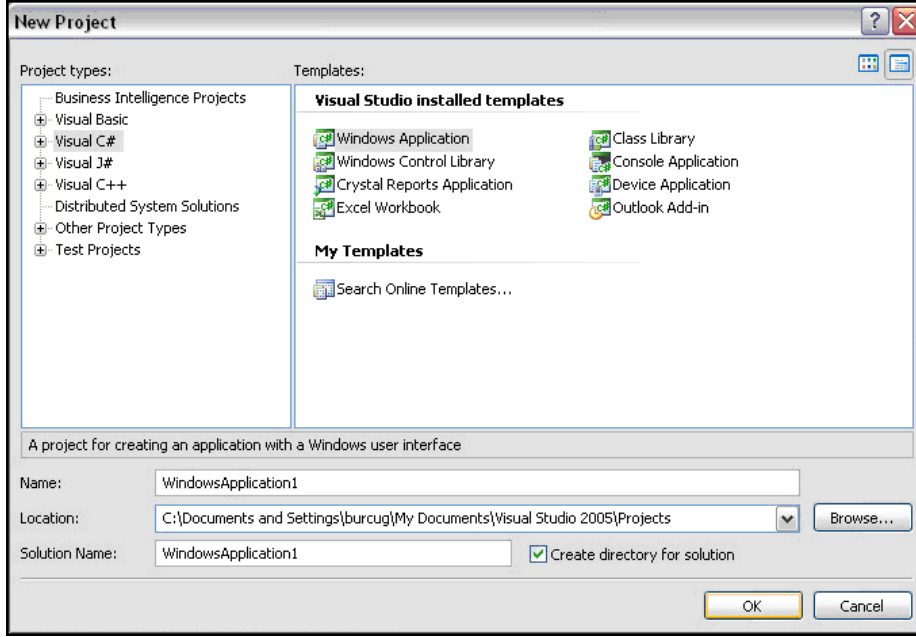 New Project
Project types:
Templates:
Business Intelligence Projects
Visual Basic
Visual C#
Visual J#
Visual C++
Distributed System Solutions
Other Project Types
Test Projects
Visual Studio installed templates
Windows Application
Class Library
Windows Control Library
Console Application
Crystal Reports Application
Device Application
Excel Workbook
Outlook Add-in
My Templates
Search Online Templates...
A project for creating an application with a Windows user interface
Name: WindowsApplication1
Location: C:\Documents and Settings\burcug\My Documents\Visual Studio 2005\Projects Browse...
Solution Name: WindowsApplication1 Create directory for solution
OK Cancel